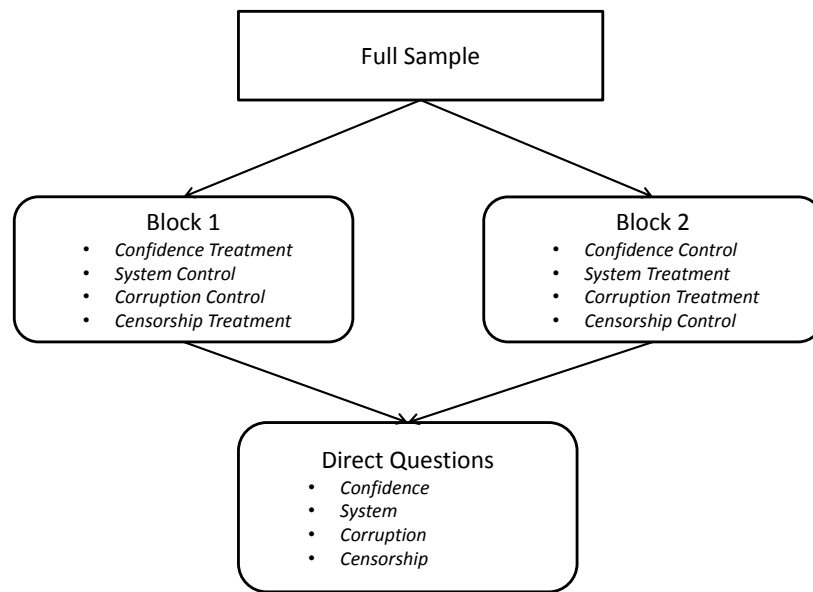 Full Sample
Block 1
• Confidence Treatment
• System Control
• Corruption Control
• Censorship Treatment
Block 2
• Confidence Control
• System Treatment
• Corruption Treatment
• Censorship Control
Direct Questions
• Confidence
• System
• Corruption
• Censorship